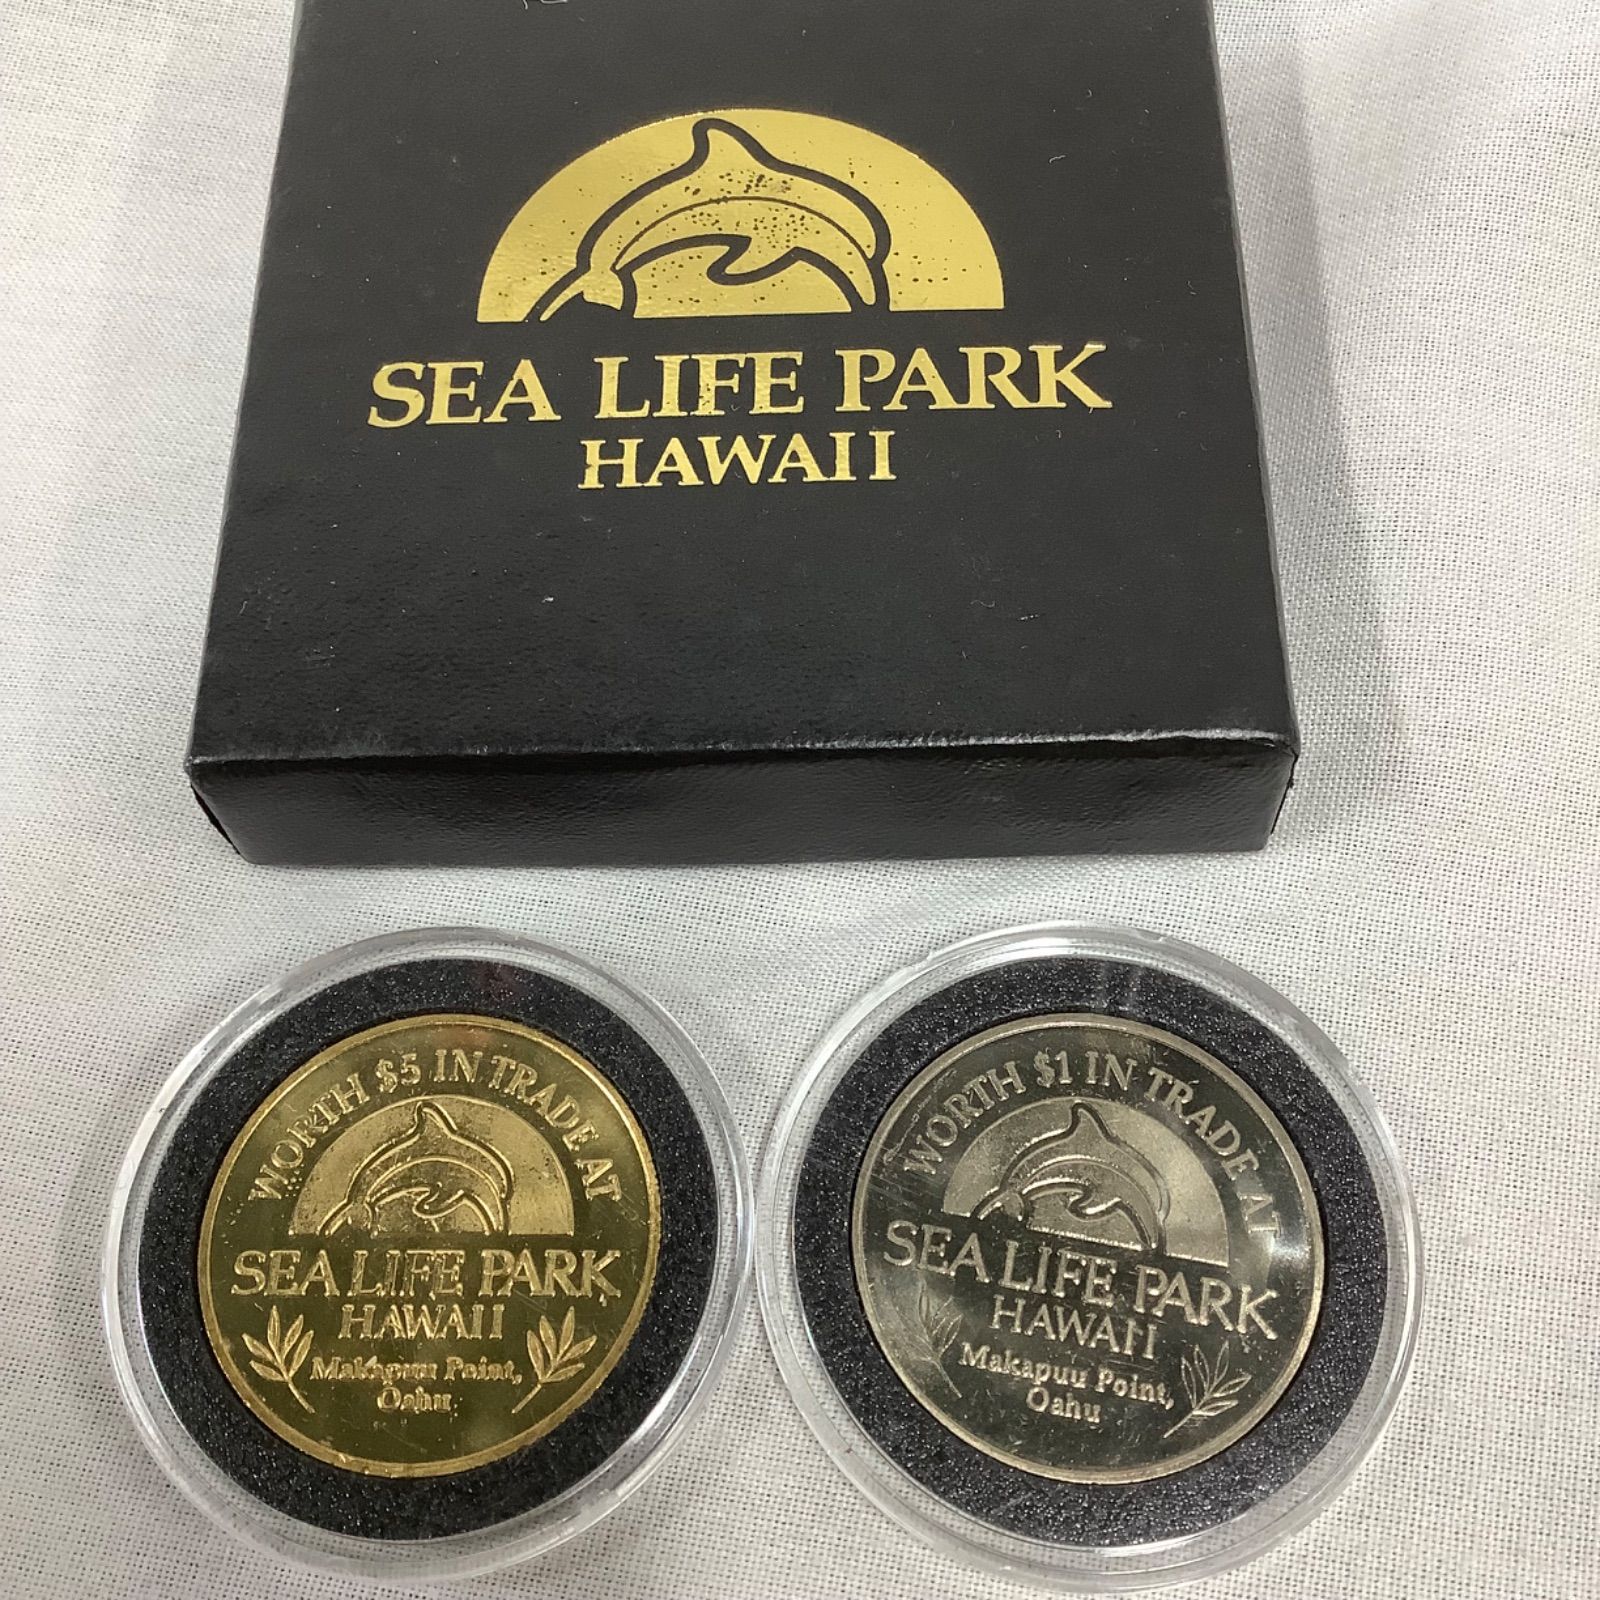 SEA LIFE PARK
HAWAII
WORTH $5 IN TRADE AT
SEA LIFE PARK
HAWAII
Makapuu Point,
Oahu
WORTH $1 IN TRADE AT
SEA LIFE PARK
HAWAII
Makapuu Point,
Oahu